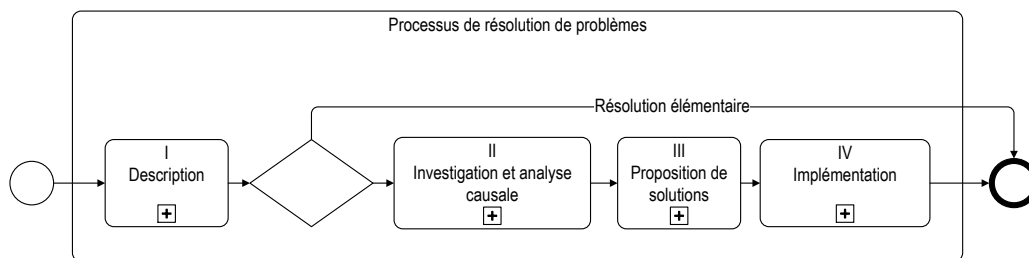 Processus de résolution de problèmes
Résolution élémentaire
I
Description
II
Investigation et analyse
causale
III
Proposition de
solutions
IV
Implémentation